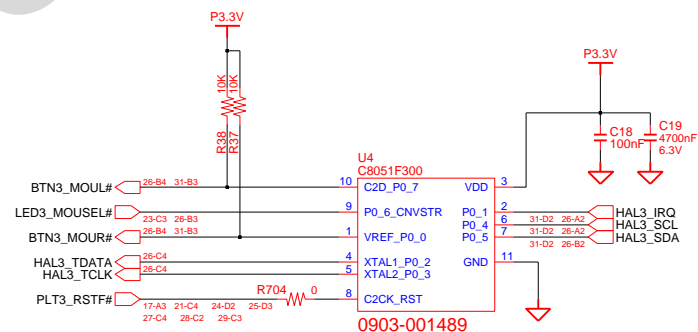 P3.3V
P3.3V
10K
10K
R38
R37
C18
100nF
C19
4700nF
6.3V
U4
C8051F300
BTN3_MOUL#
26-B4 31-B3
10
C2D_P0_7
VDD
3
LED3_MOUSEL#
23-C3 26-B3
9
P0_6_CNVSTR
P0_1
2
HAL3_IRQ
P0_4
6
31-D2 26-A2
HAL3_SCL
BTN3_MOUR#
26-B4 31-B3
1
VREF_P0_0
P0_5
7
31-D2 26-A2
HAL3_SDA
31-D2 26-B2
HAL3_TDATA
26-C4
4
XTAL1_P0_2
GND
11
HAL3_TCLK
26-C4
5
XTAL2_P0_3
PLT3_RSTF#
R704
0
8
C2CK_RST
17-A3 21-C4 24-D2 25-D3
27-C4 28-C2 29-C3
0903-001489